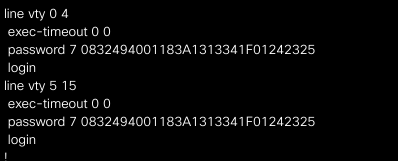 line vty 0 4
exec-timeout 0 0
password 7 0832494001183A1313341F01242325
login
line vty 5 15
exec-timeout 0 0
password 7 0832494001183A1313341F01242325
login
!